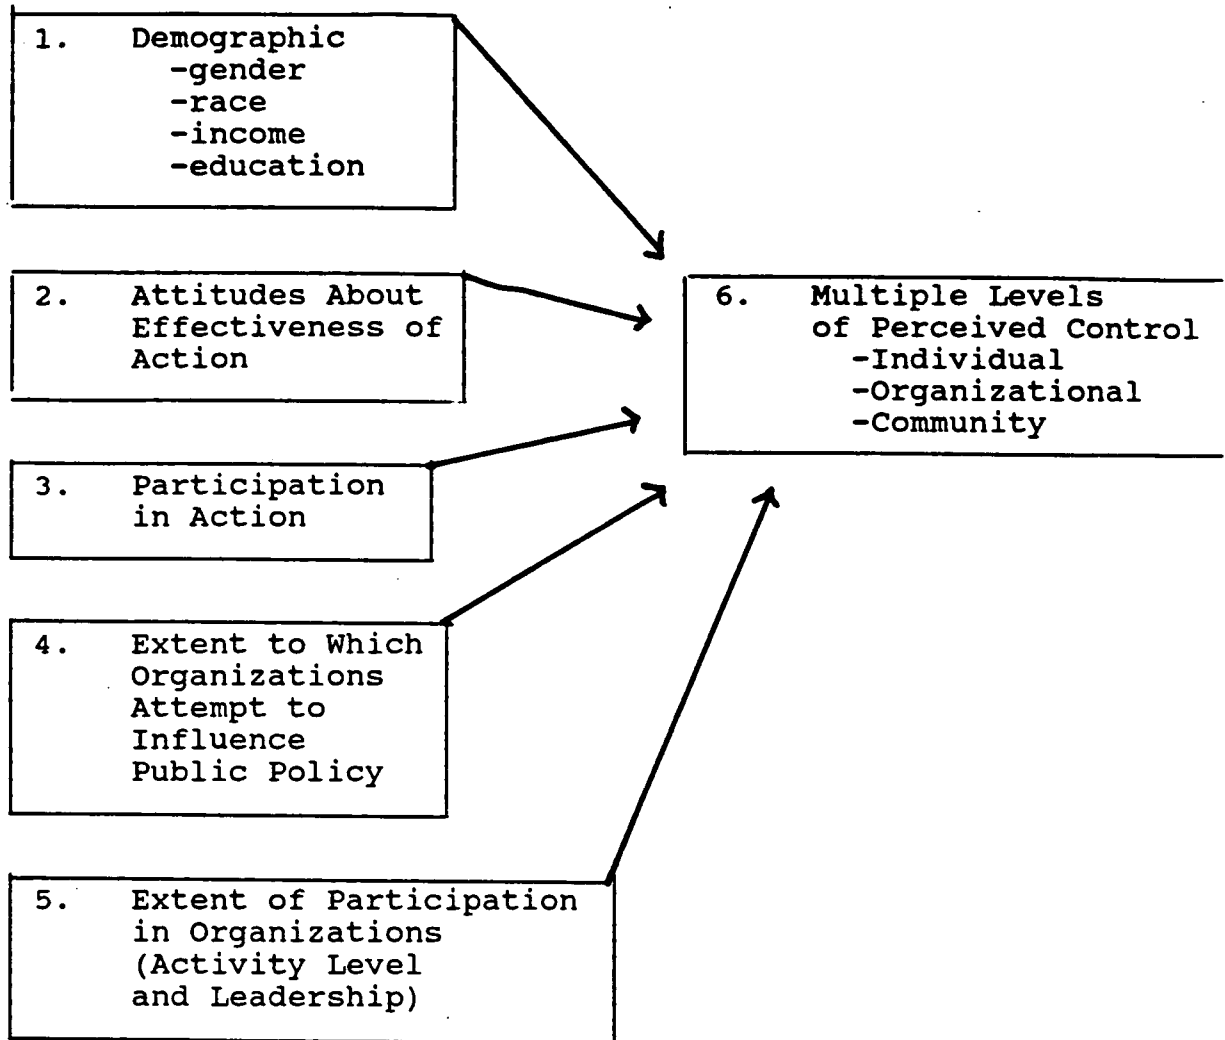 1. Demographic
-gender
-race
-income
-education
2. Attitudes About
Effectiveness of
Action
3. Participation
in Action
4. Extent to Which
Organizations
Attempt to
Influence
Public Policy
5. Extent of Participation
in Organizations
(Activity Level
and Leadership)
6. Multiple Levels
of Perceived Control
-Individual
-Organizational
-Community